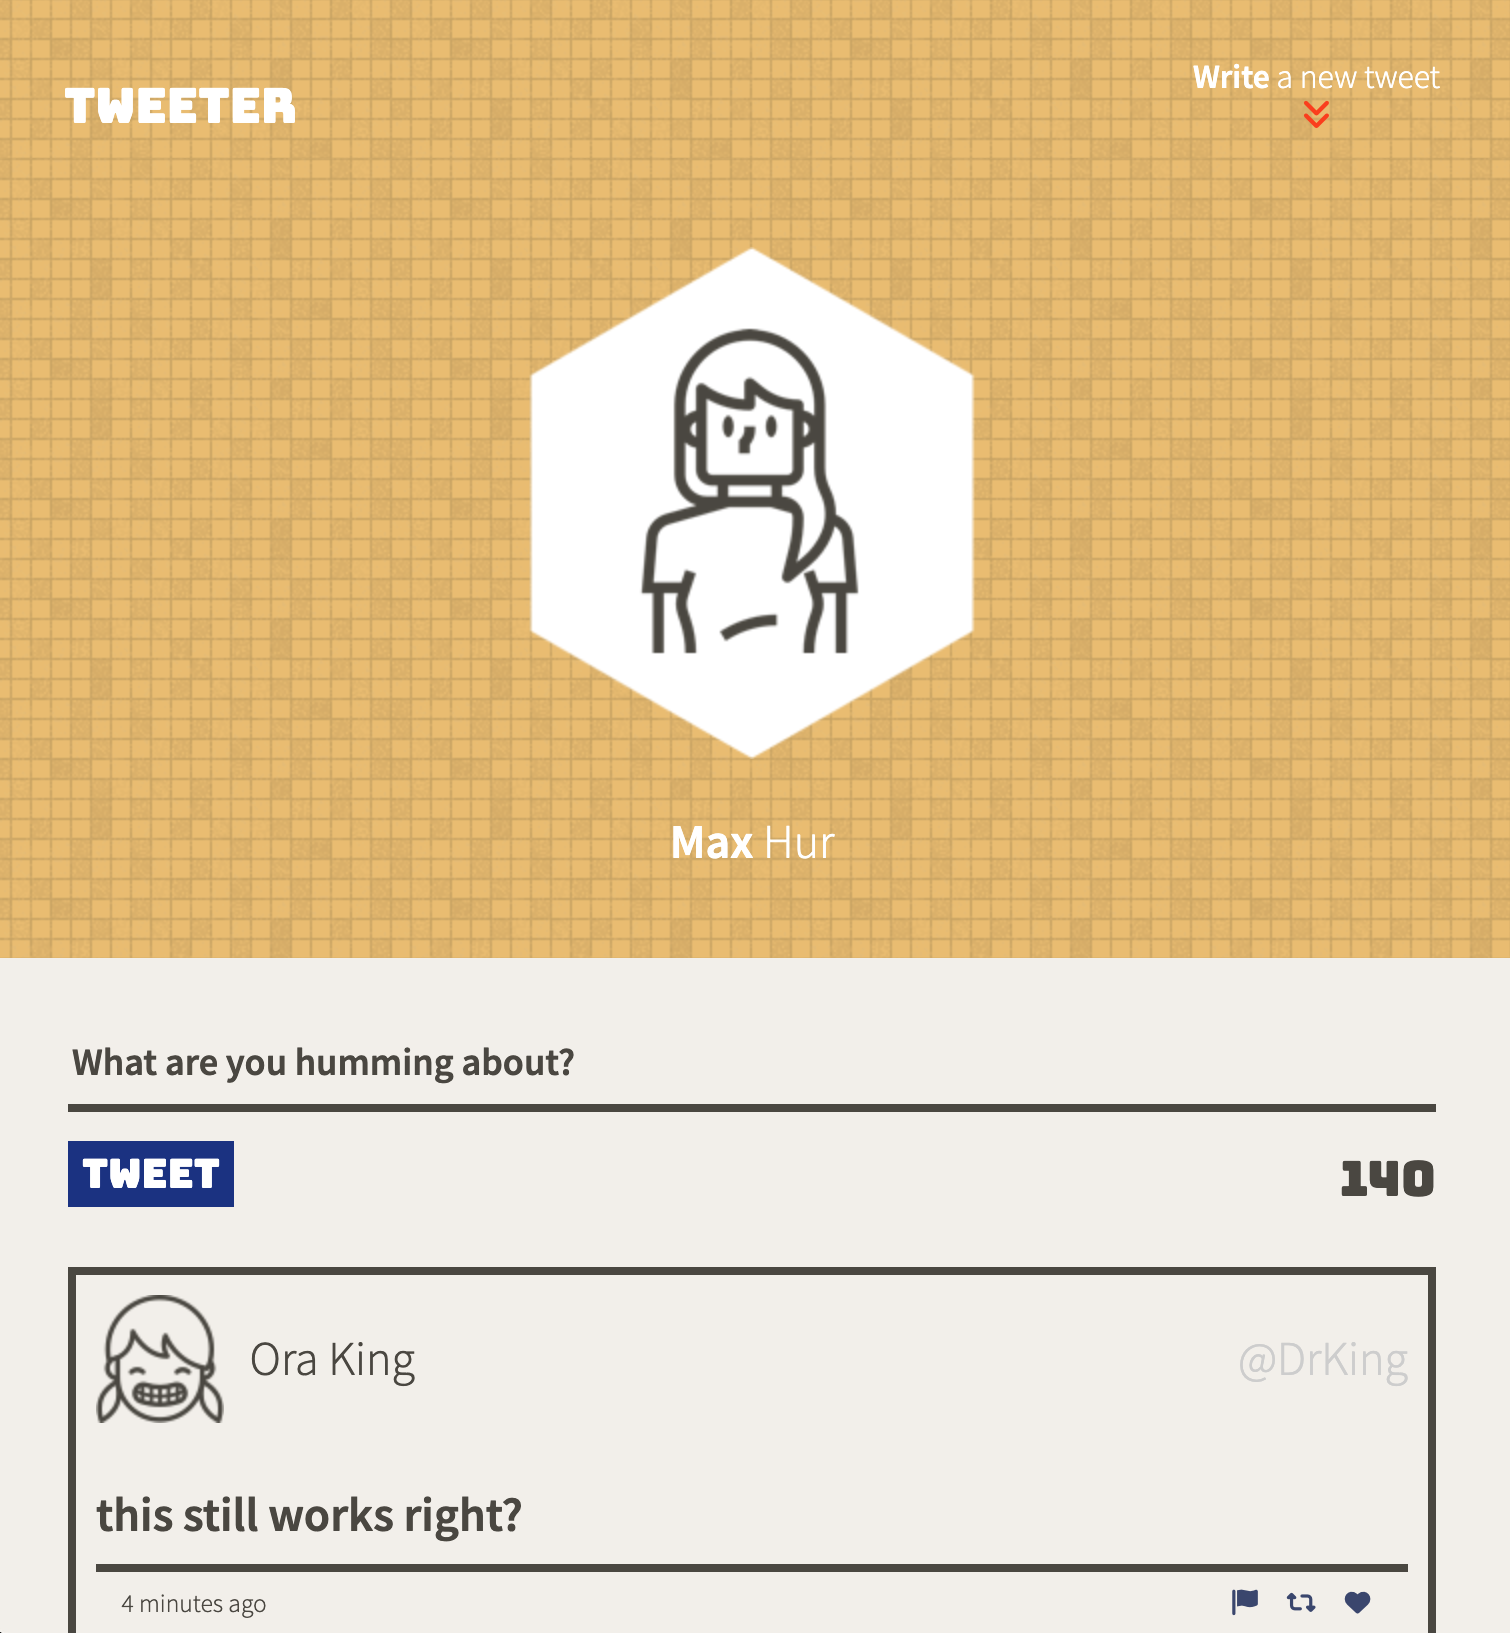 TWEETER
Write a new tweet
Max Hur
What are you humming about?
TWEET
140
Ora King
@DrKing
this still works right?
4 minutes ago